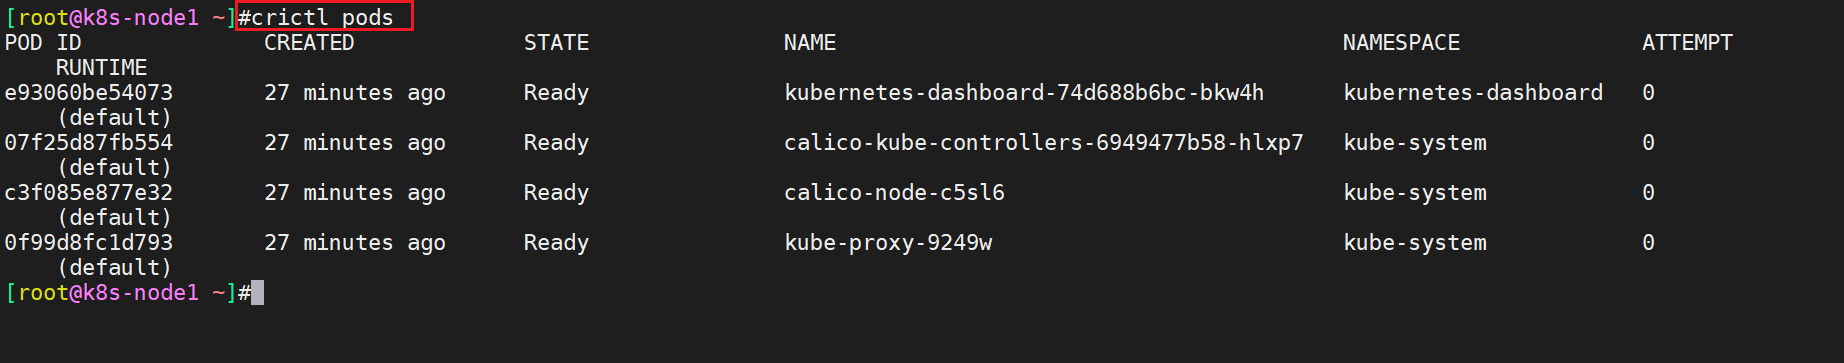 [root@k8s-node1 ~]#crictl pods
POD ID              CREATED             STATE               NAME                                       NAMESPACE              ATTEMPT
    RUNTIME
e93060be54073       27 minutes ago      Ready               kubernetes-dashboard-74d688b6bc-bkw4h      kubernetes-dashboard   0
    (default)
07f25d87fb554       27 minutes ago      Ready               calico-kube-controllers-6949477b58-hlxp7   kube-system            0
    (default)
c3f085e877e32       27 minutes ago      Ready               calico-node-c5sl6                          kube-system            0
    (default)
0f99d8fc1d793       27 minutes ago      Ready               kube-proxy-9249w                           kube-system            0
    (default)
[root@k8s-node1 ~]#